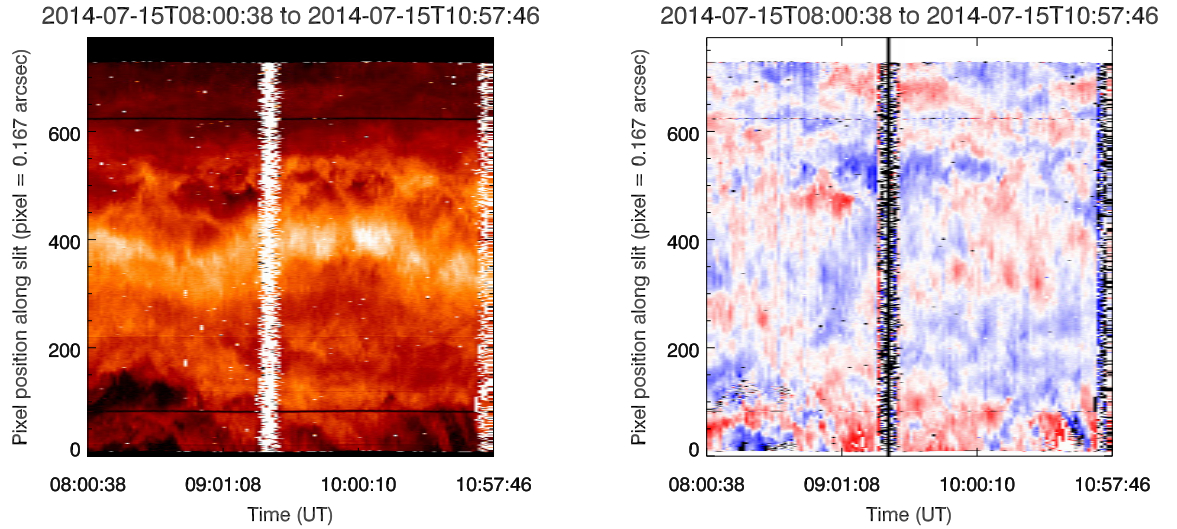 2014-07-15T08:00:38 to 2014-07-15T10:57:46
Pixel position along slit (pixel = 0.167 arcsec)
600
400
200
0
08:00:38 09:01:08 10:00:10 10:57:46
Time (UT)
2014-07-15T08:00:38 to 2014-07-15T10:57:46
Pixel position along slit (pixel = 0.167 arcsec)
600
400
200
0
08:00:38 09:01:08 10:00:10 10:57:46
Time (UT)